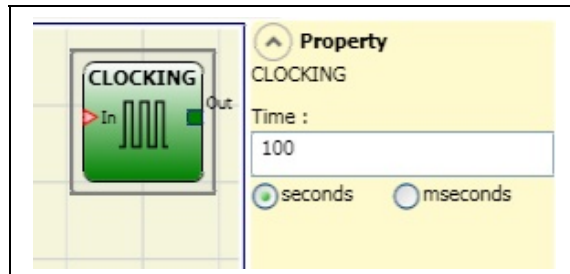 CLOCKING
In
Out
Property
CLOCKING
Time :
100
seconds mseconds